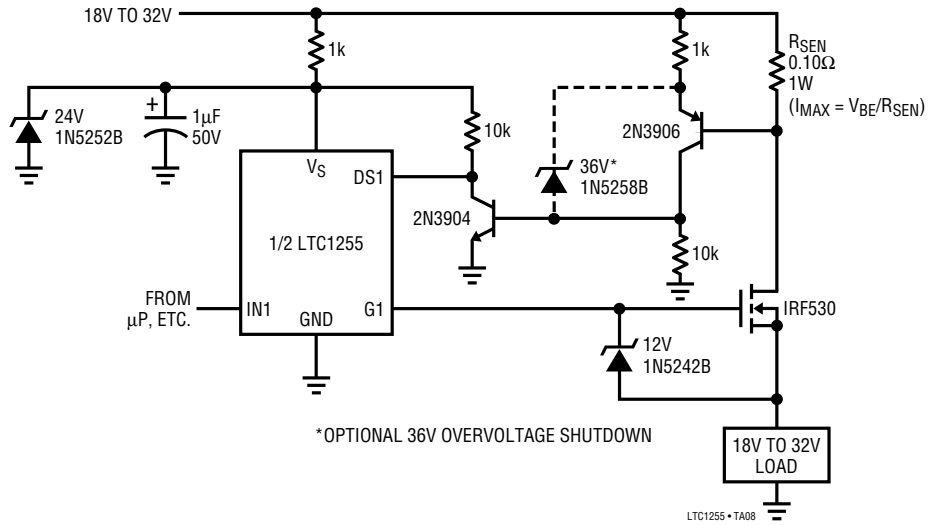 18V TO 32V
1k
1k
RSEN
0.10Ω
1W
(IMAX = VBE/RSEN)
24V
1N5252B
+
1µF
50V
10k
2N3906
36V*
1N5258B
VS
DS1
2N3904
1/2 LTC1255
10k
FROM
µP, ETC.
IN1
GND
G1
IRF530
12V
1N5242B
*OPTIONAL 36V OVERVOLTAGE SHUTDOWN
18V TO 32V
LOAD
LTC1255 • TA08